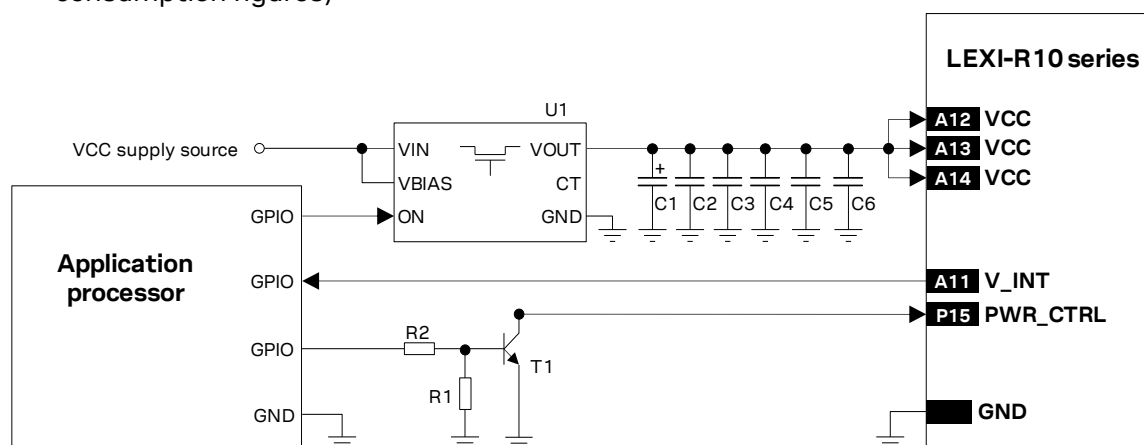 consumption figures)
LEXI-R10 series
U1
A12 VCC
VCC supply source VIN VOUT A13 VCC
VBIAS CT A14 VCC
C1 + C2 C3 C4 C5 C6
GPIO ON GND
Application
processor
GPIO A11 V_INT
P15 PWR_CTRL
R2
GPIO T1
R1
GND GND